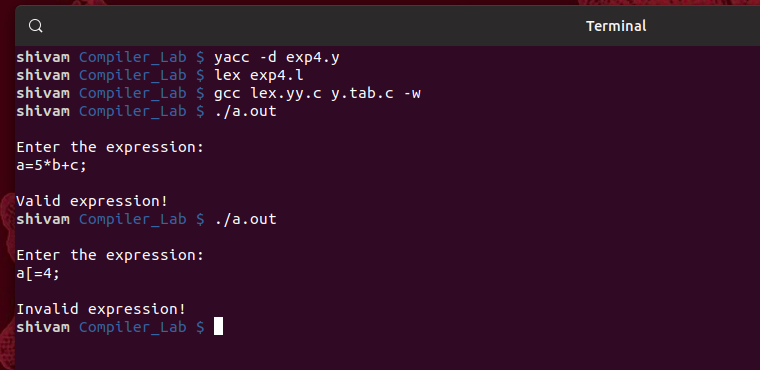 Terminal
shivam Compiler_Lab $ yacc -d exp4.y
shivam Compiler_Lab $ lex exp4.l
shivam Compiler_Lab $ gcc lex.yy.c y.tab.c -w
shivam Compiler_Lab $ ./a.out
Enter the expression:
a=5*b+c;
Valid expression!
shivam Compiler_Lab $ ./a.out
Enter the expression:
a[=4;
Invalid expression!
shivam Compiler_Lab $